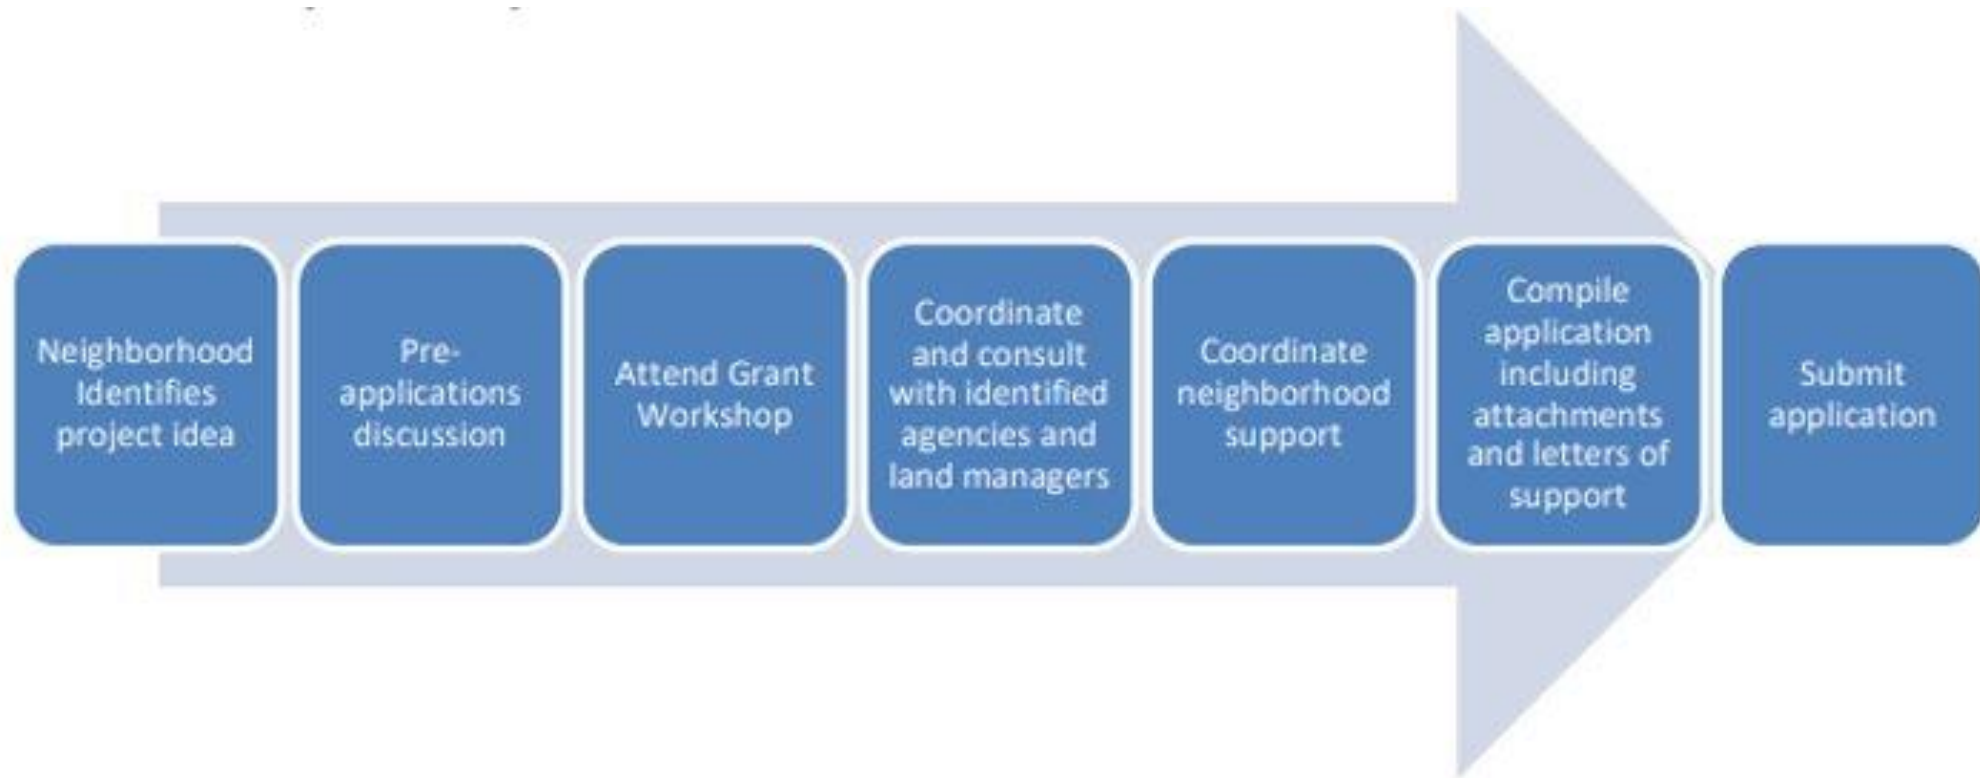 Neighborhood
Identifies
project idea
Pre-
applications
discussion
Attend Grant
Workshop
Coordinate
and consult
with identified
agencies and
land managers
Coordinate
neighborhood
support
Compile
application
including
attachments
and letters of
support
Submit
application